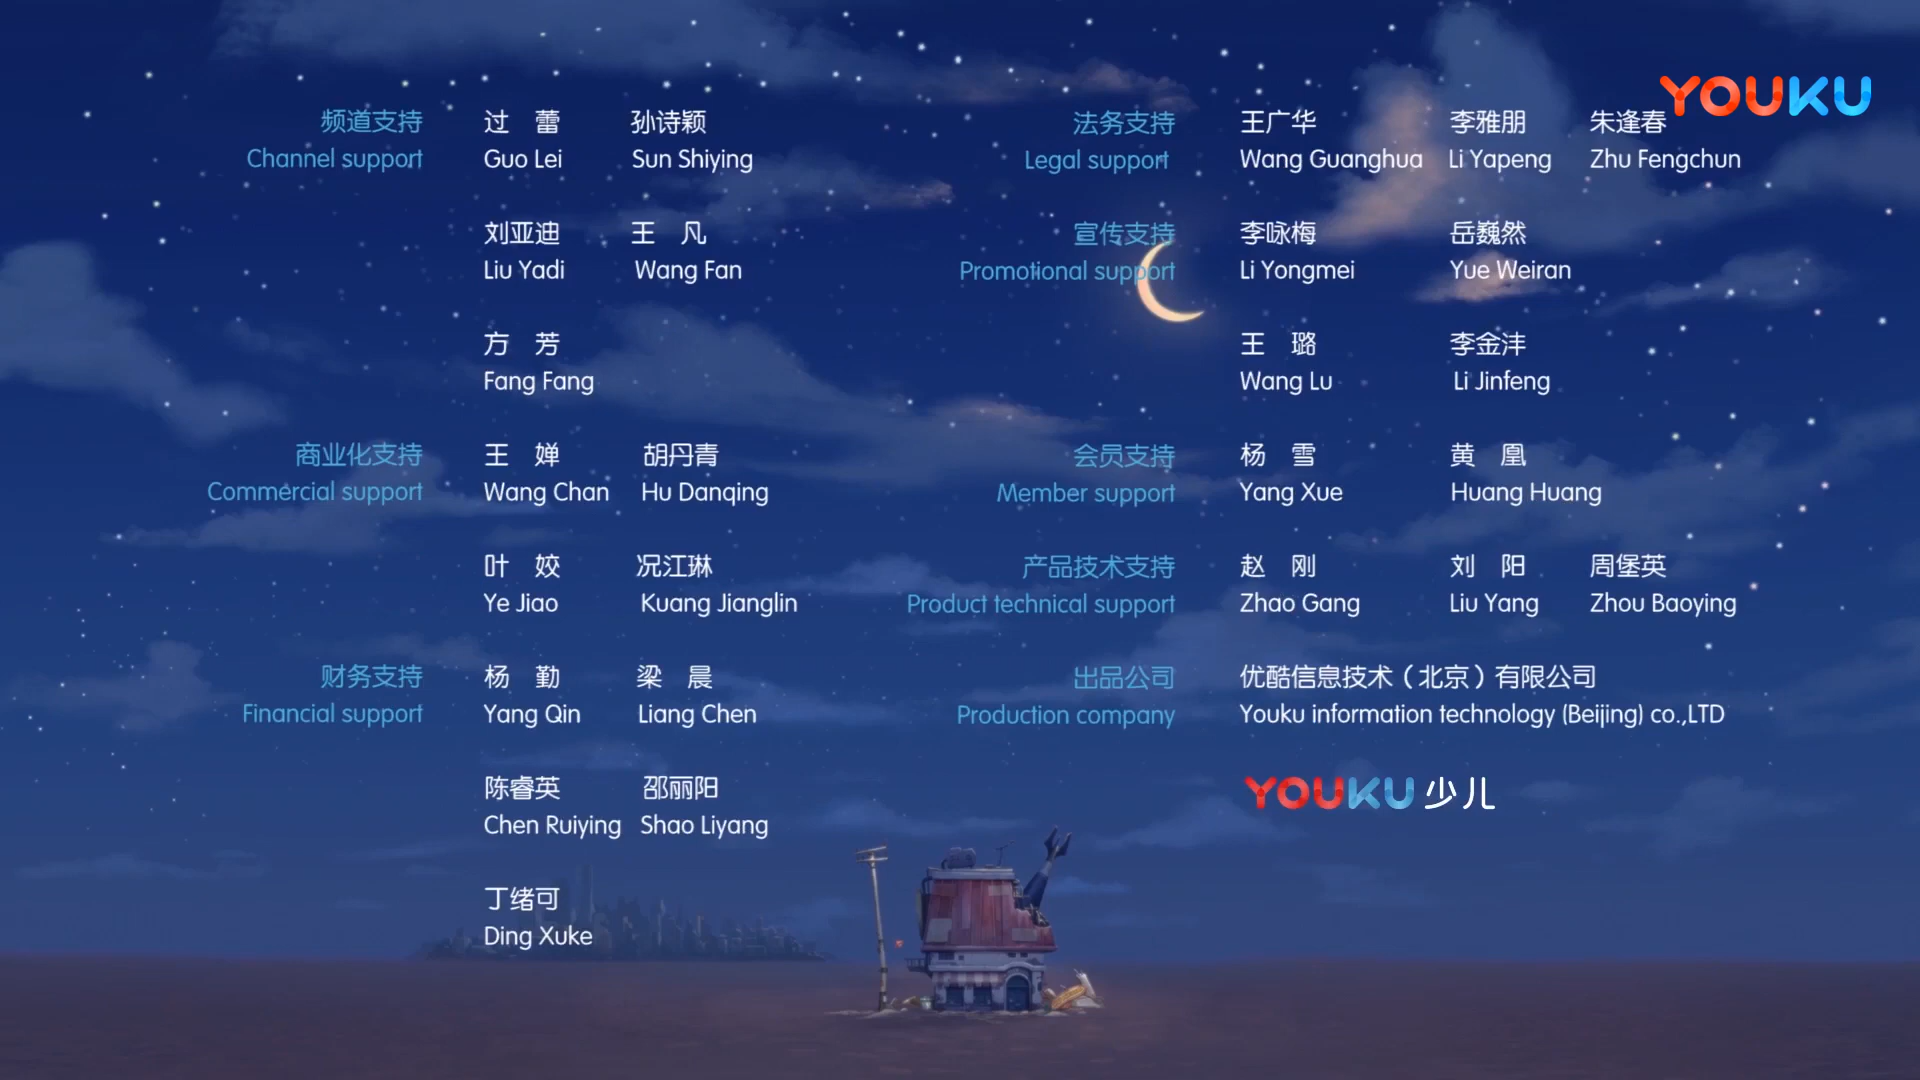 YOUKU
频道支持 过 蕾 孙诗颖
Channel support Guo Lei Sun Shiying
刘亚迪 王 凡
Liu Yadi Wang Fan
方 芳
Fang Fang
商业化支持 王 婵 胡丹青
Commercial support Wang Chan Hu Danqing
叶 姣 况江琳
Ye Jiao Kuang Jianglin
财务支持 杨 勤 梁 晨
Financial support Yang Qin Liang Chen
陈睿英 邵丽阳
Chen Ruiying Shao Liyang
丁绪可
Ding Xuke
法务支持 王广华 李雅朋 朱逢春
Legal support Wang Guanghua Li Yapeng Zhu Fengchun
宣传支持 李咏梅 岳巍然
Promotional support Li Yongmei Yue Weiran
王 璐 李金沣
Wang Lu Li Jinfeng
会员支持 杨 雪 黄 凰
Member support Yang Xue Huang Huang
产品技术支持 赵 刚 刘 阳 周堡英
Product technical support Zhao Gang Liu Yang Zhou Baoying
出品公司 优酷信息技术（北京）有限公司
Production company Youku information technology (Beijing) co.,LTD
YOUKU 少儿